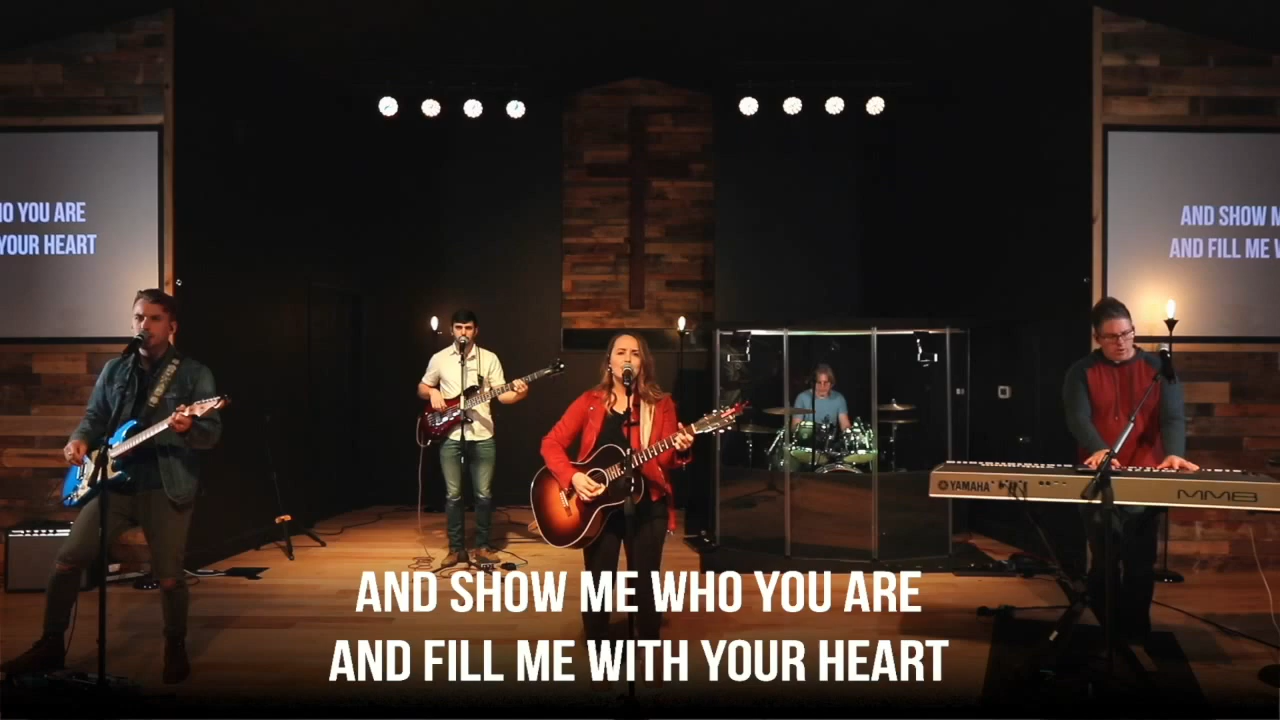 IO YOU ARE
YOUR HEART
AND SHOW
AND FILL ME
YAMAHA
MM8
AND SHOW ME WHO YOU ARE
AND FILL ME WITH YOUR HEART